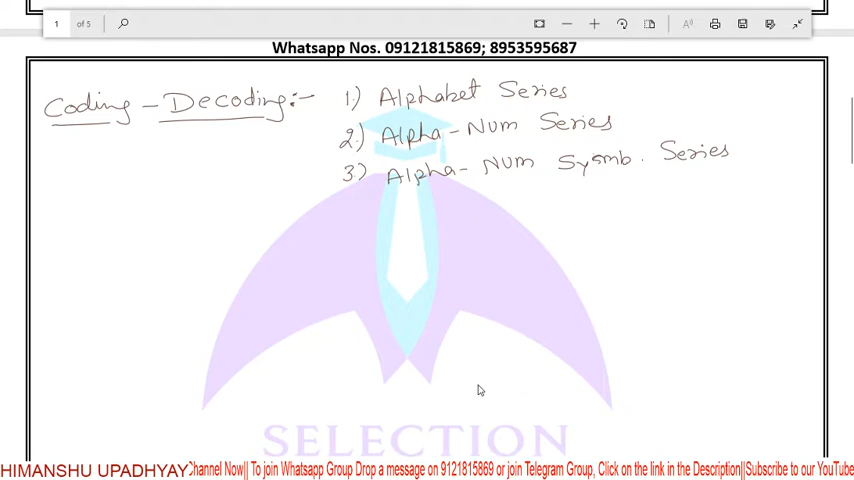 1 of 5
Whatsapp Nos. 09121815869; 8953595687
Coding - Decoding:- 1) Alphabet Series
2.) Alpha-Num Series
3.) Alpha-Num Symb. Series
SELECTION
HIMANSHU UPADHYAY Channel Now|| To join Whatsapp Group Drop a message on 9121815869 or join Telegram Group, Click on the link in the Description||Subscribe to our YouTube